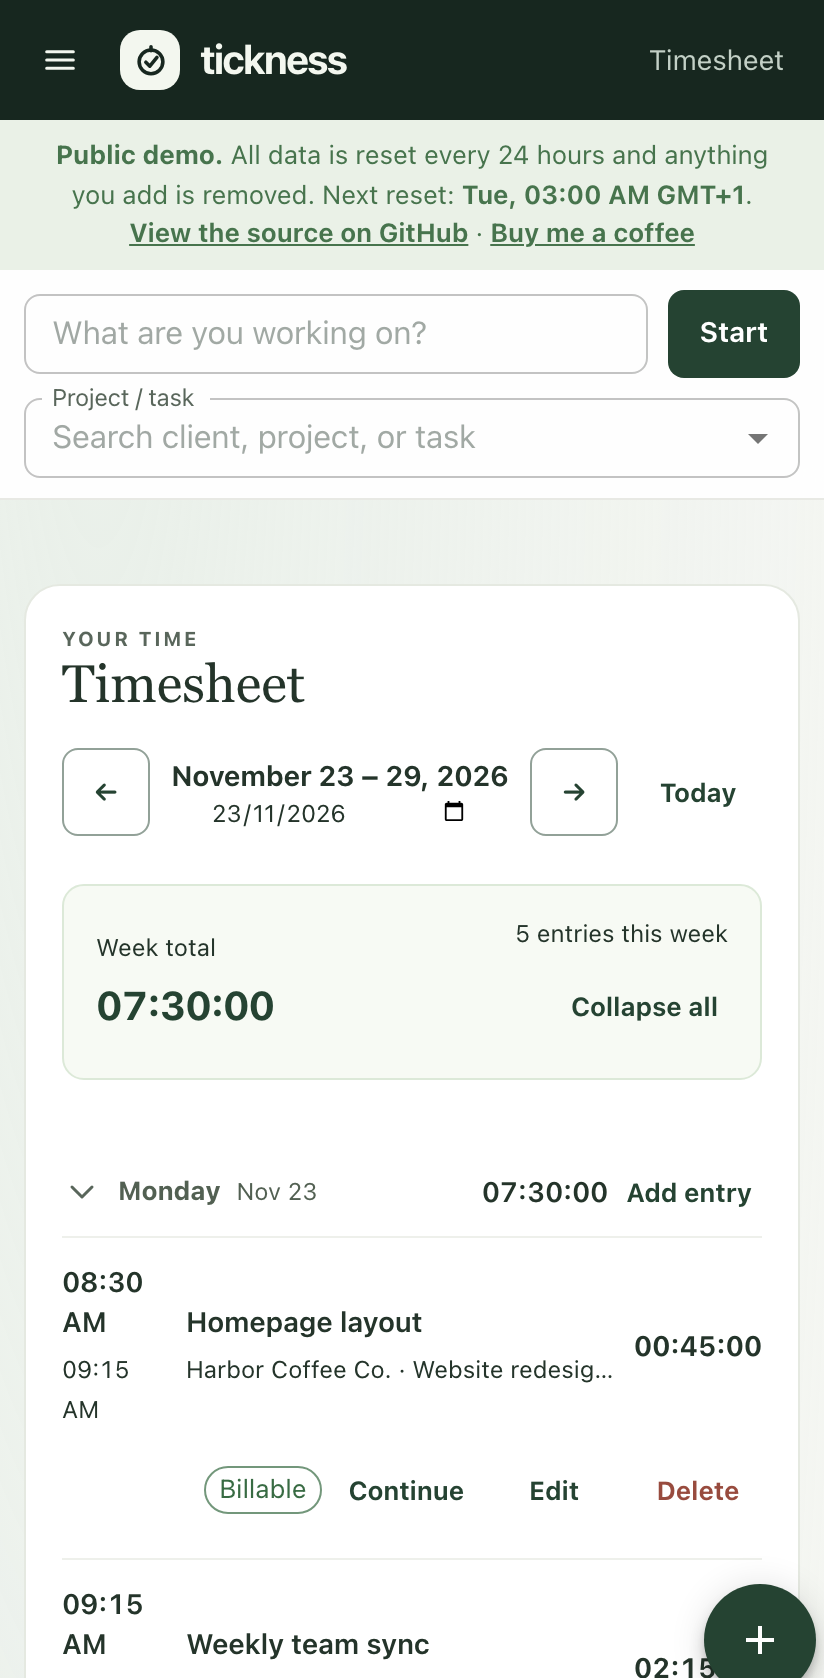 tickness
Timesheet
Public demo. All data is reset every 24 hours and anything
you add is removed. Next reset: Tue, 03:00 AM GMT+1.
View the source on GitHub · Buy me a coffee
What are you working on?
Start
Project / task
Search client, project, or task
YOUR TIME
Timesheet
November 23 – 29, 2026
23/11/2026
Today
Week total
5 entries this week
07:30:00
Collapse all
Monday Nov 23
07:30:00
Add entry
08:30
AM
09:15
AM
Homepage layout
Harbor Coffee Co. · Website redesig...
00:45:00
Billable
Continue
Edit
Delete
09:15
AM
Weekly team sync
02:15